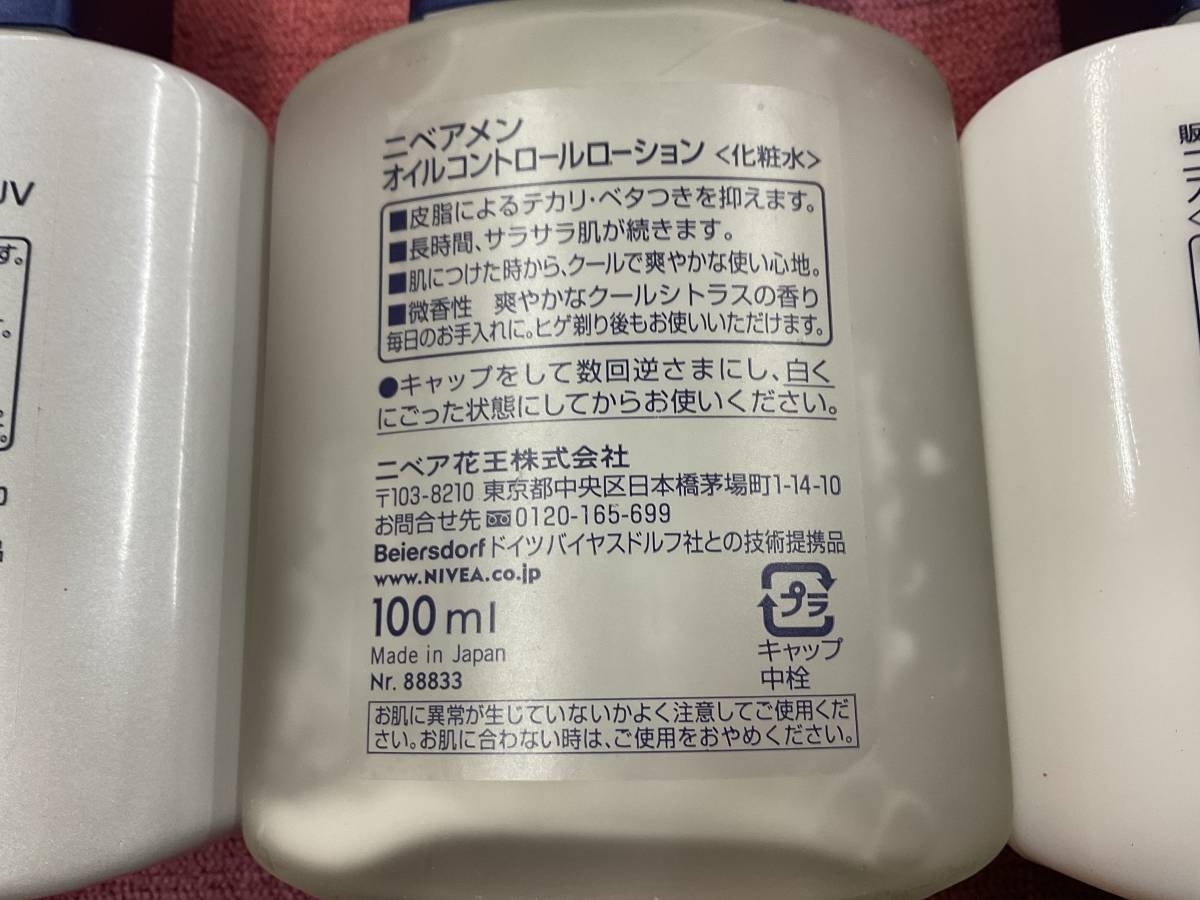 ニベアメン
オイルコントロールローション <化粧水>
■皮脂によるテカリ・ベタつきを抑えます。
■長時間、サラサラ肌が続きます。
■肌につけた時から、クールで爽やかな使い心地。
■微香性 爽やかなクールシトラスの香り
毎日のお手入れに。ヒゲ剃り後もお使いいただけます。
●キャップをして数回逆さまにし、白く
にごった状態にしてからお使いください。
ニベア花王株式会社
〒103-8210 東京都中央区日本橋茅場町1-14-10
お問合せ先 0120-165-699
Beiersdorf ドイツバイヤスドルフ社との技術提携品
www.NIVEA.co.jp
100ml
Made in Japan
Nr. 88833
プラ
キャップ
中栓
お肌に異常が生じていないかよく注意してご使用くだ
さい。お肌に合わない時は、ご使用をおやめください。
UV
す。
販